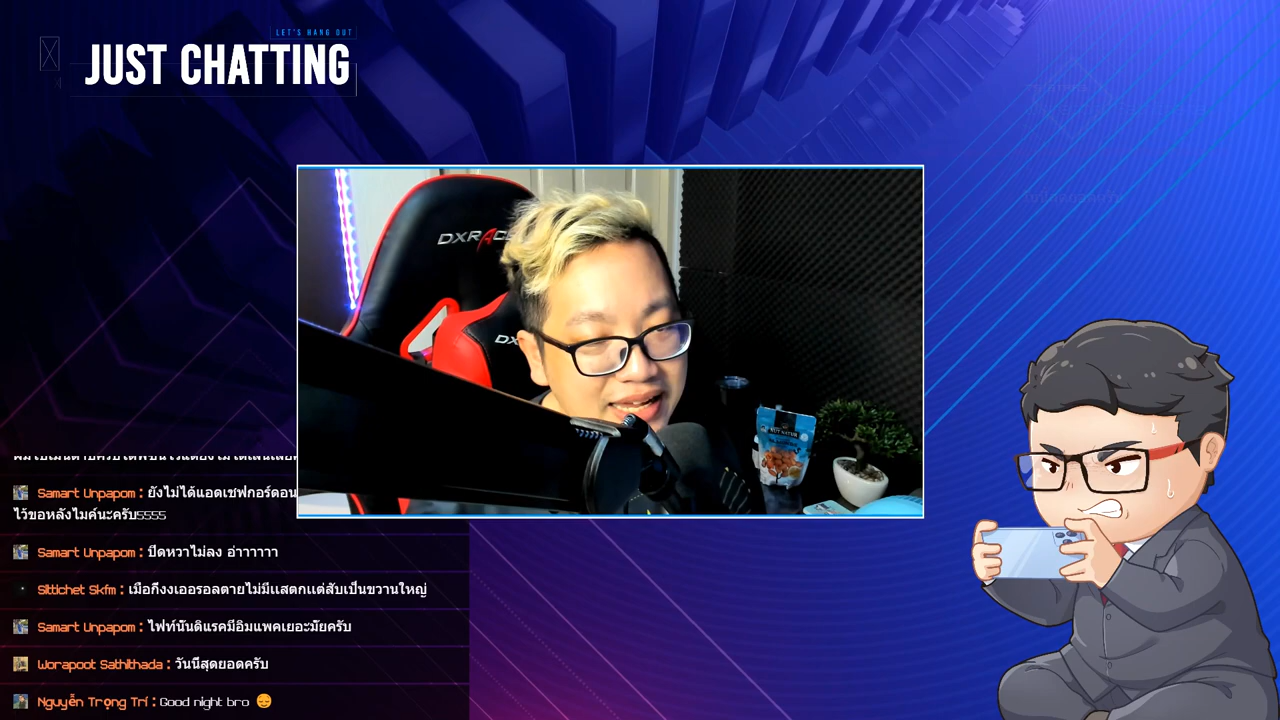 LET'S HANG OUT
JUST CHATTING
DXRACE
DX
Samart Unpapom : ยังไม่ได้แอดเชฟกอร์ดอน
ไว้ขอหลังไมค์นะครับ5555
Samart Unpapom : ปิดหวาไม่ลง อ่าาาาาา
Sittichet Skfm : เมื่อกี้งงเออรอลตายไม่มีแสตกแต่สับเป็นขวานใหญ่
Samart Unpapom : ไฟท์นั้นดิแรคมีอิมแพคเยอะมั้ยครับ
Worapoot Sathithada : วันนี้สุดยอดครับ
Nguyễn Trọng Trí : Good night bro 😌